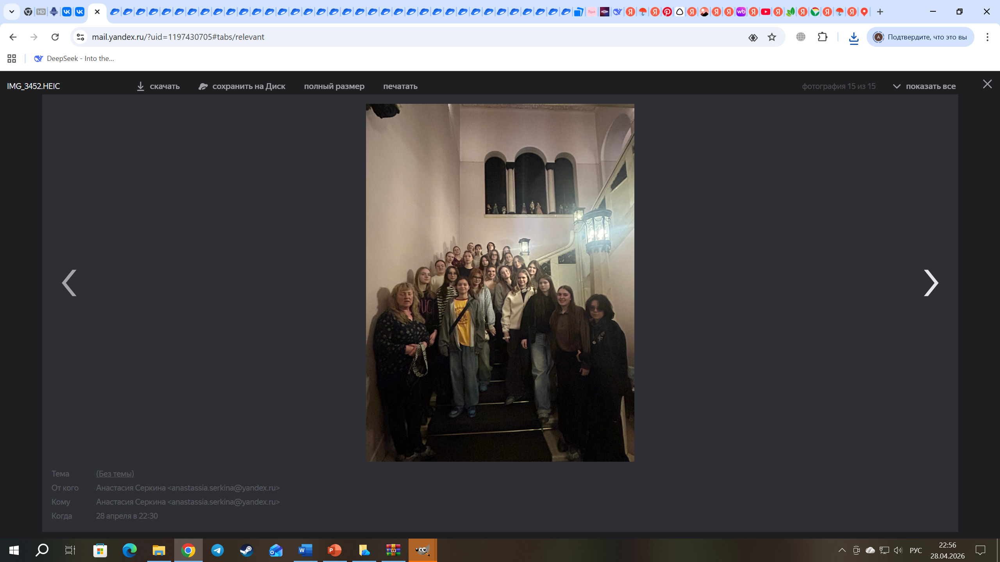 mail.yandex.ru/?uid=1197430705#tabs/relevant
Подтвердите, что это вы
DeepSeek - Into the...
IMG_3452.HEIC
скачать
сохранить на Диск
полный размер
печатать
фотография 15 из 15
показать все
Тема (Без темы)
От кого Анастасия Серкина <anastassia.serkina@yandex.ru>
Кому Анастасия Серкина <anastassia.serkina@yandex.ru>
Когда 28 апреля в 22:30
РУС
22:56
28.04.2026